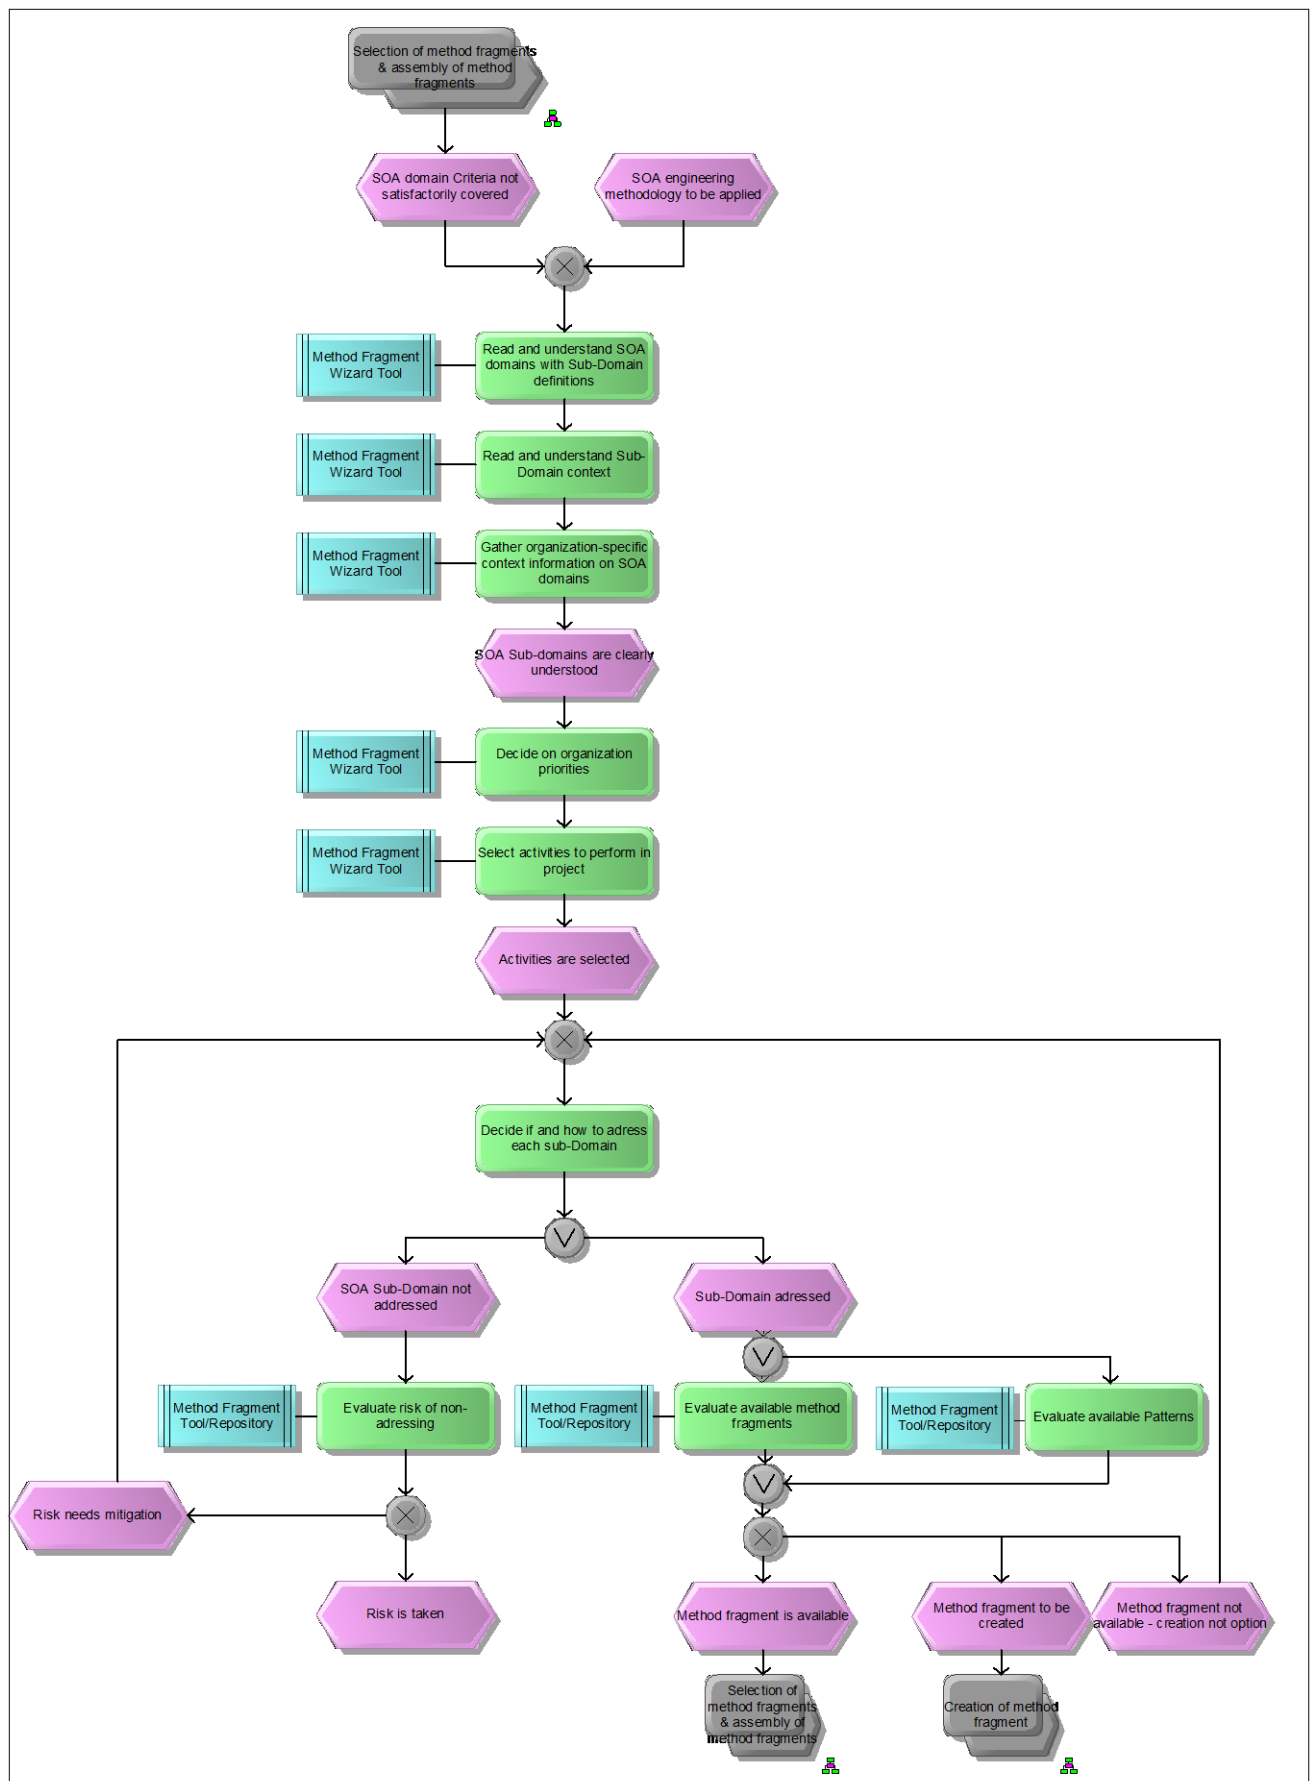 Selection of method fragments
& assembly of method
fragments
SOA domain Criteria not
satisfactorily covered
SOA engineering
methodology to be applied
Method Fragment
Wizard Tool
Read and understand SOA
domains with Sub-Domain
definitions
Method Fragment
Wizard Tool
Read and understand Sub-
Domain context
Method Fragment
Wizard Tool
Gather organization-specific
context information on SOA
domains
SOA Sub-domains are clearly
understood
Method Fragment
Wizard Tool
Decide on organization
priorities
Method Fragment
Wizard Tool
Select activities to perform in
project
Activities are selected
Decide if and how to adress
each sub-Domain
SOA Sub-Domain not
addressed
Sub-Domain adressed
Method Fragment
Tool/Repository
Evaluate risk of non-
adressing
Method Fragment
Tool/Repository
Evaluate available method
fragments
Method Fragment
Tool/Repository
Evaluate available Patterns
Risk needs mitigation
Risk is taken
Method fragment is available
Method fragment to be
created
Method fragment not
available - creation not option
Selection of
method fragments
& assembly of
method fragments
Creation of method
fragment